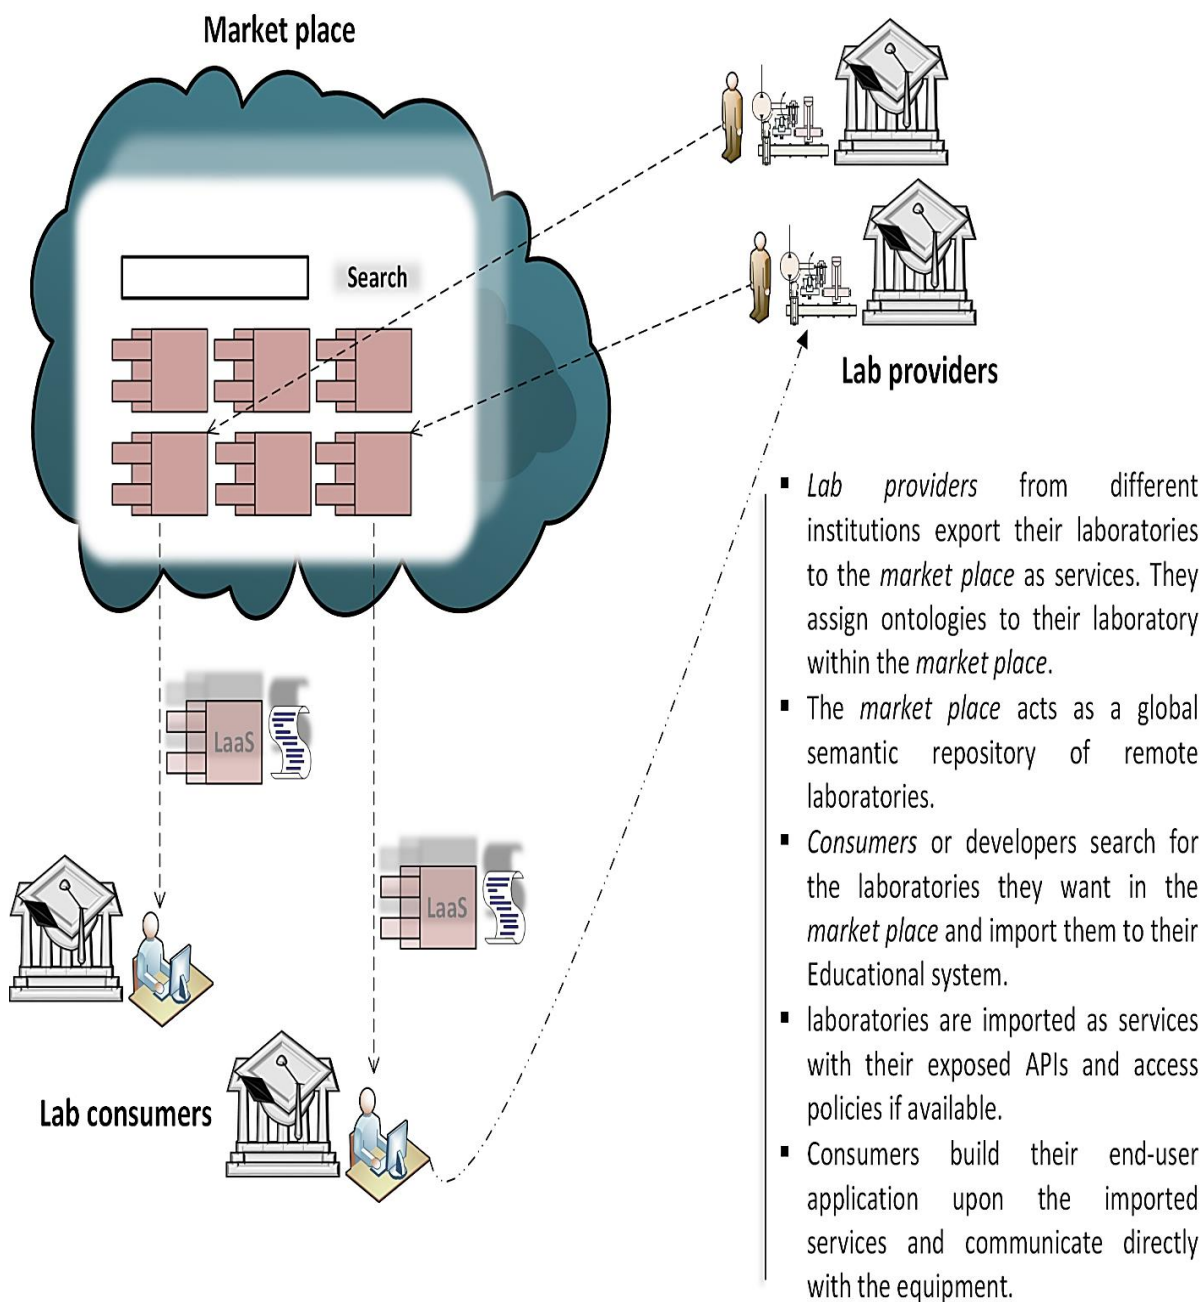 Market place
Search
Lab providers
LaaS
LaaS
Lab consumers
▪ Lab providers from different
institutions export their laboratories
to the market place as services. They
assign ontologies to their laboratory
within the market place.
▪ The market place acts as a global
semantic repository of remote
laboratories.
▪ Consumers or developers search for
the laboratories they want in the
market place and import them to their
Educational system.
▪ laboratories are imported as services
with their exposed APIs and access
policies if available.
▪ Consumers build their end-user
application upon the imported
services and communicate directly
with the equipment.